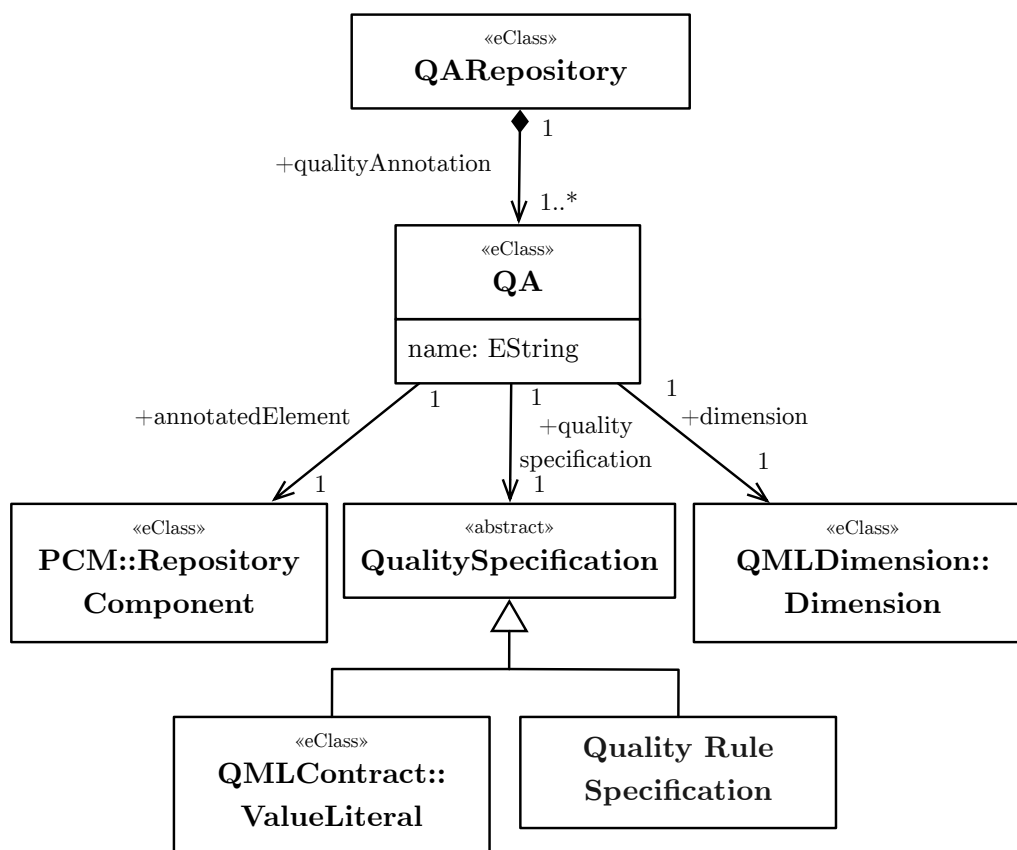 «eClass»
QARepository
1
+qualityAnnotation
1..*
«eClass»
QA
name: EString
1
1
1
+annotatedElement
+quality
specification
+dimension
1
1
1
«eClass»
PCM::Repository
Component
«abstract»
QualitySpecification
«eClass»
QMLDimension::
Dimension
«eClass»
QMLContract::
ValueLiteral
Quality Rule
Specification